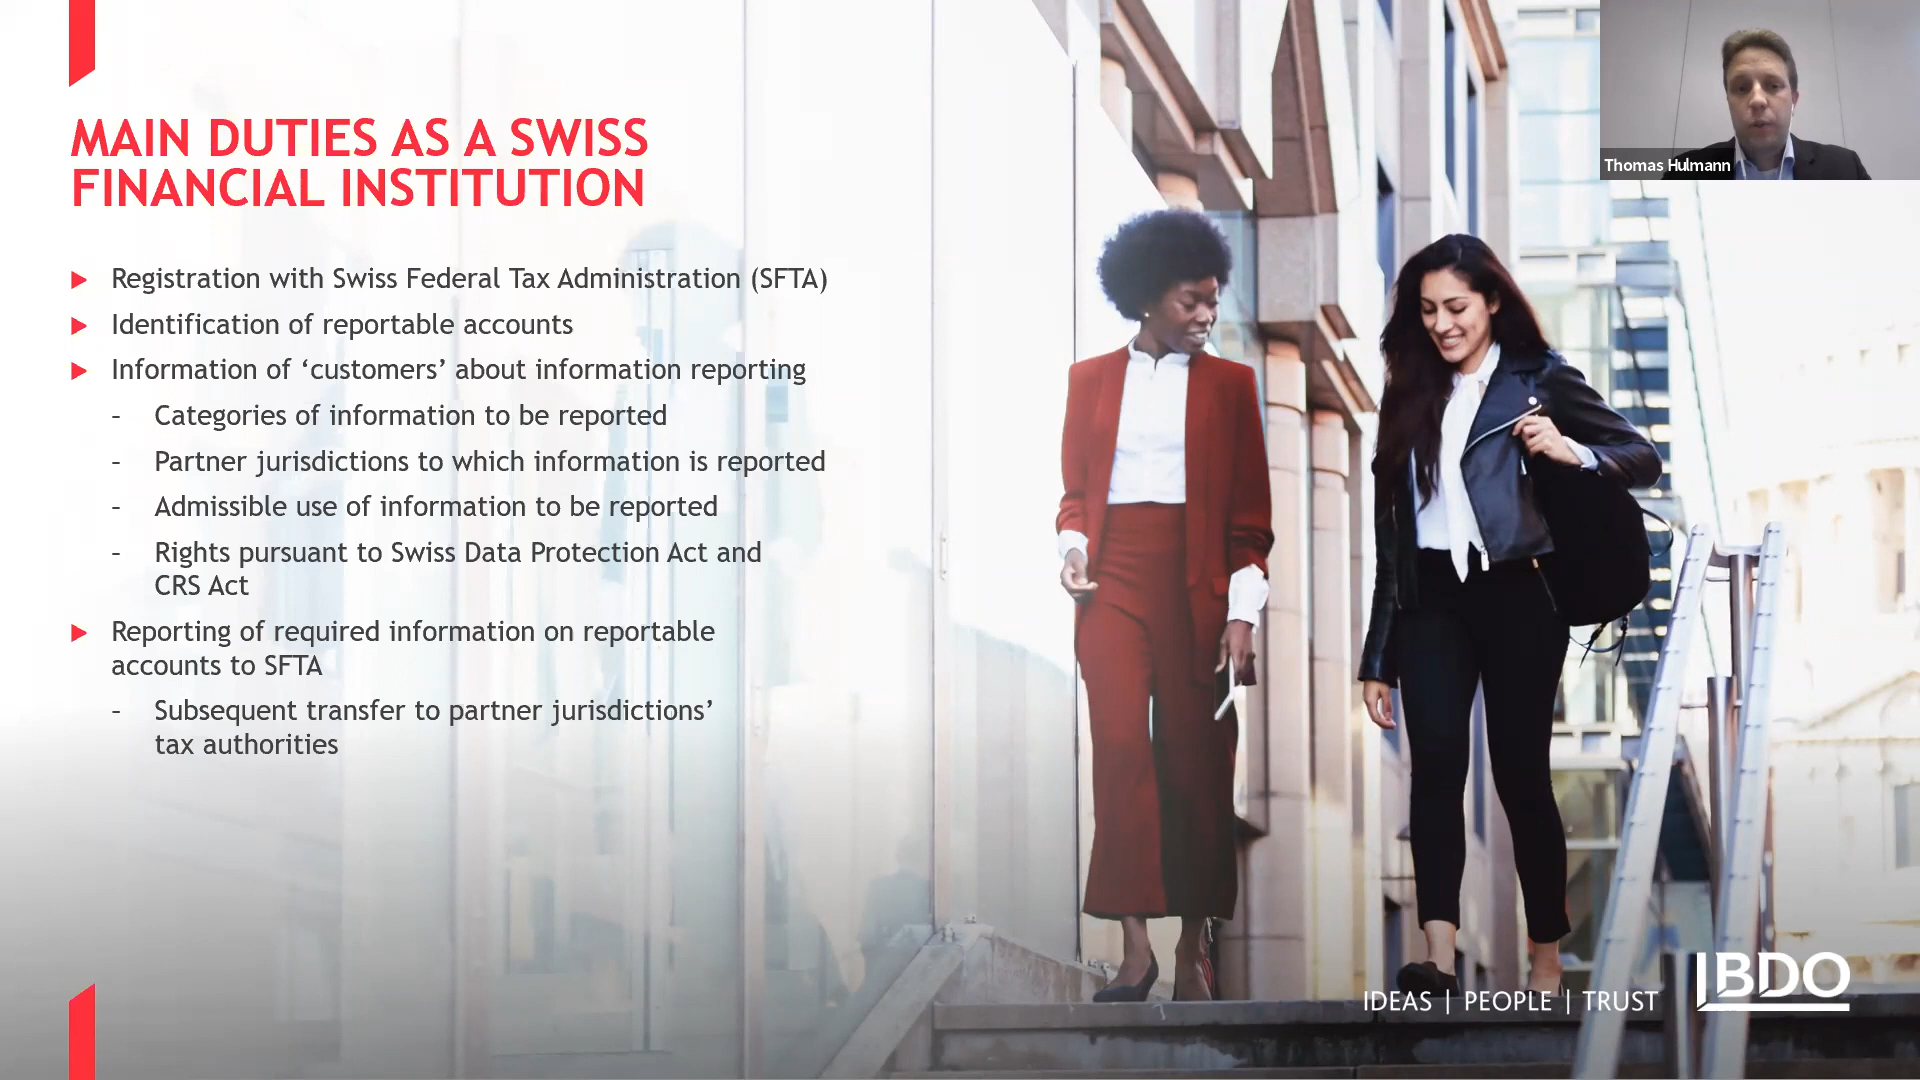 MAIN DUTIES AS A SWISS
FINANCIAL INSTITUTION
► Registration with Swiss Federal Tax Administration (SFTA)
► Identification of reportable accounts
► Information of ‘customers’ about information reporting
– Categories of information to be reported
– Partner jurisdictions to which information is reported
– Admissible use of information to be reported
– Rights pursuant to Swiss Data Protection Act and
CRS Act
► Reporting of required information on reportable
accounts to SFTA
– Subsequent transfer to partner jurisdictions’
tax authorities
Thomas Hulmann
IDEAS | PEOPLE | TRUST
BDO